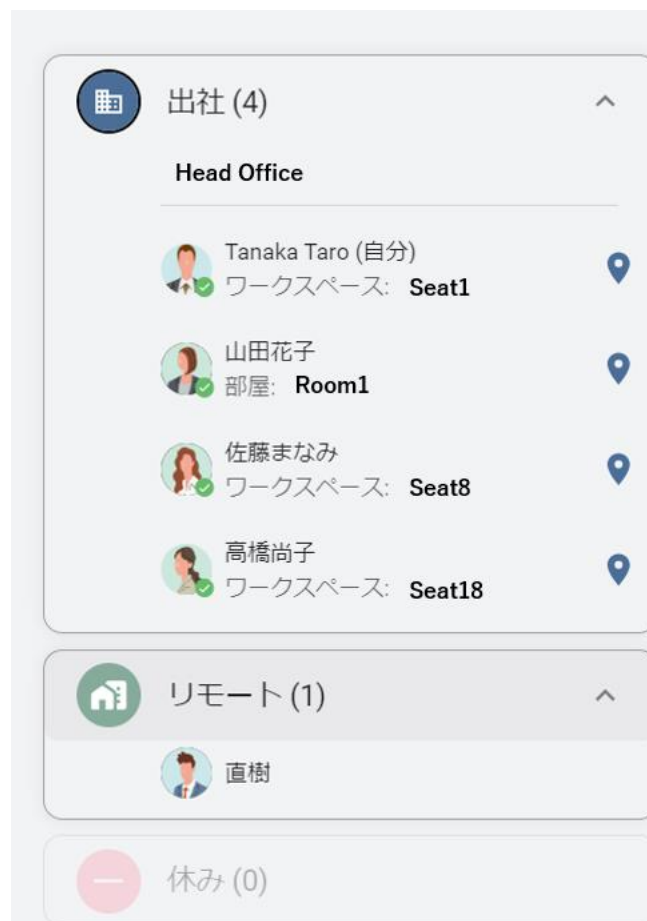 出社 (4)
Head Office
Tanaka Taro (自分)
ワークスペース: Seat1
山田花子
部屋: Room1
佐藤まなみ
ワークスペース: Seat8
高橋尚子
ワークスペース: Seat18
リモート (1)
直樹
休み (0)